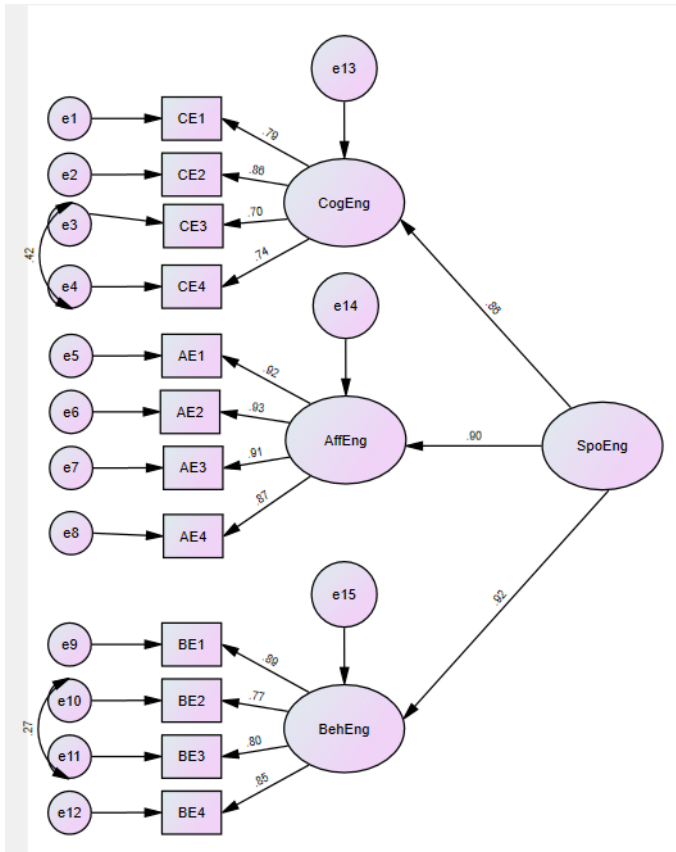 e13
e1
CE1
.79
e2
CE2
.86
CogEng
e3
CE3
.70
.42
e4
CE4
.74
e14
.88
e5
AE1
.92
e6
AE2
.93
AffEng
.90
SpoEng
e7
AE3
.91
e8
AE4
.87
e15
.92
e9
BE1
.89
e10
BE2
.77
BehEng
.27
e11
BE3
.80
e12
BE4
.85